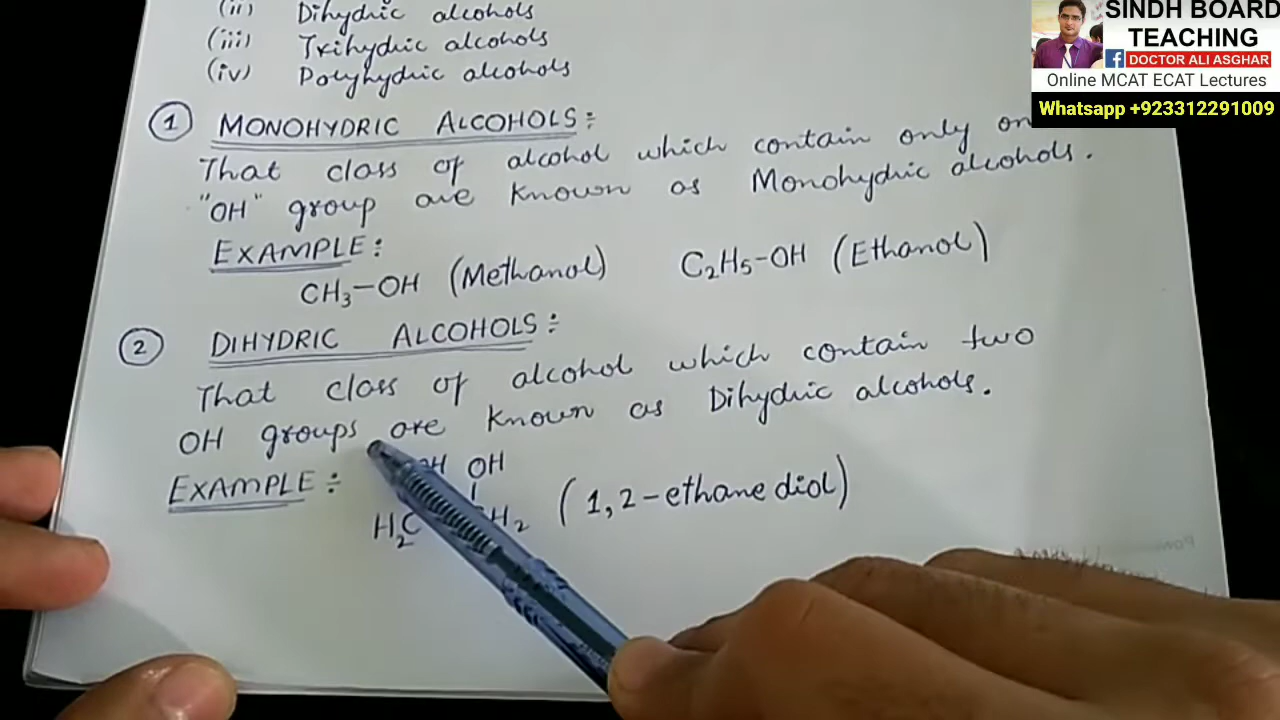 (ii) Dihydric alcohols
(iii) Trihydric alcohols
(iv) Polyhydric alcohols
1 MONOHYDRIC ALCOHOLS:
That class of alcohol which contain only
"OH" group are known as Monohydric alcohols.
EXAMPLE:
CH3-OH (Methanol) C2H5-OH (Ethanol)
2 DIHYDRIC ALCOHOLS:
That class of alcohol which contain two
OH groups are known as Dihydric alcohols.
EXAMPLE: OH OH
H2C CH2 (1,2-ethane diol)
SINDH BOARD
TEACHING
f DOCTOR ALI ASGHAR
Online MCAT ECAT Lectures
Whatsapp +923312291009